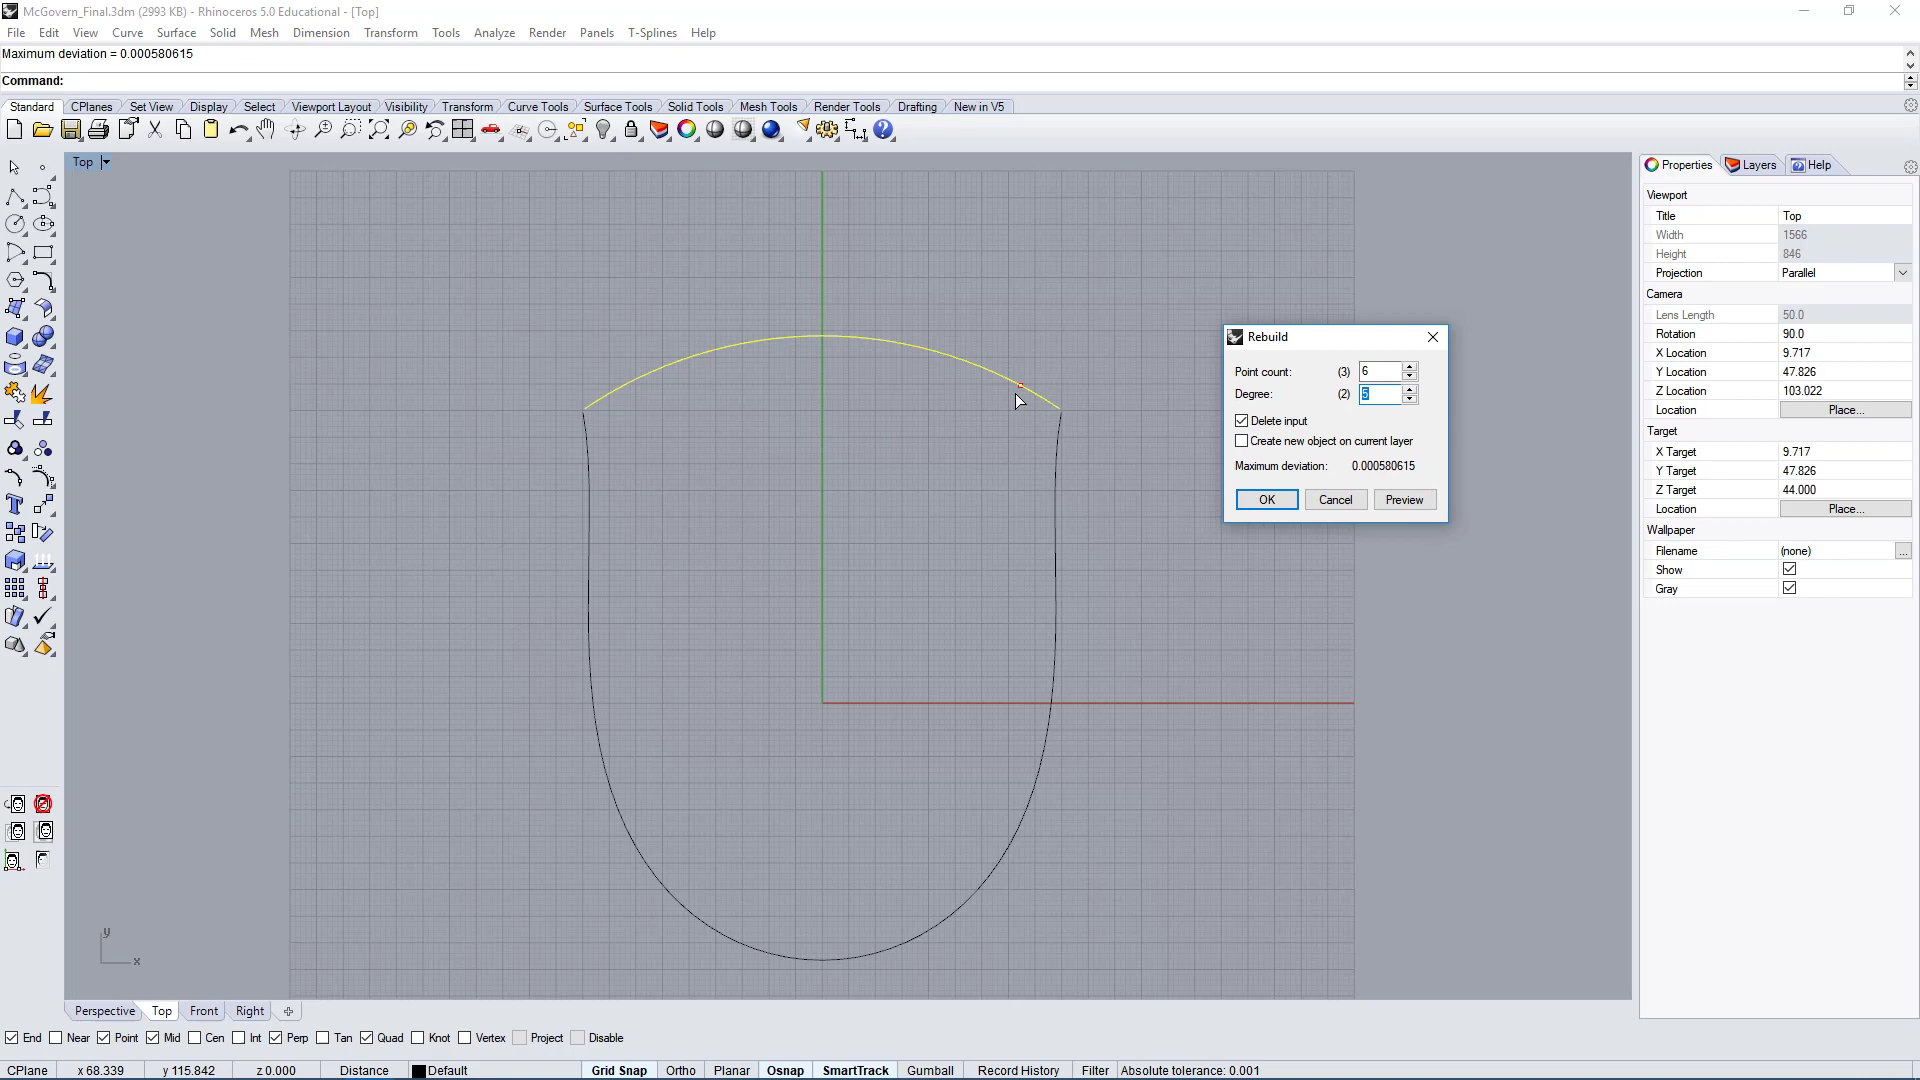 McGovern_Final.3dm (2993 KB) - Rhinoceros 5.0 Educational - [Top]
File Edit View Curve Surface Solid Mesh Dimension Transform Tools Analyze Render Panels T-Splines Help
Maximum deviation = 0.000580615
Command:
Standard CPlanes Set View Display Select Viewport Layout Visibility Transform Curve Tools Surface Tools Solid Tools Mesh Tools Render Tools Drafting New in V5
Top
Properties Layers Help
Viewport
Title Top
Width 1566
Height 846
Projection Parallel
Camera
Lens Length 50.0
Rotation 90.0
X Location 9.717
Y Location 47.826
Z Location 103.022
Location Place...
Target
X Target 9.717
Y Target 47.826
Z Target 44.000
Location Place...
Wallpaper
Filename (none) ...
Show
Gray
Rebuild
Point count: (3) 6
Degree: (2) 5
Delete input
Create new object on current layer
Maximum deviation: 0.000580615
OK Cancel Preview
y
x
Perspective Top Front Right
End Near Point Mid Cen Int Perp Tan Quad Knot Vertex Project Disable
CPlane x 68.339 y 115.842 z 0.000 Distance Default Grid Snap Ortho Planar Osnap SmartTrack Gumball Record History Filter Absolute tolerance: 0.001